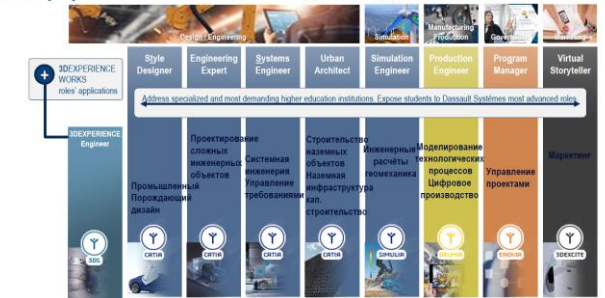 Design / Engineering
Simulation
Manufacturing
Production
Governance
Marketing
3DEXPERIENCE
WORKS
roles' applications
Style
Designer
Engineering
Expert
Systems
Engineer
Urban
Architect
Simulation
Engineer
Production
Engineer
Program
Manager
Virtual
Storyteller
Address specialized and most demanding higher education institutions. Expose students to Dassault Systèmes most advanced roles
3DEXPERIENCE
Engineer
Промышленный
Порождающий
дизайн
Проектирование
сложных
инженерных
объектов
Системная
инженерия
Управление
требованиями
Строительство
наземных
объектов
Наземная
инфраструктура
кап.
строительство
Инженерные
расчёты
геомеханика
Моделирование
технологических
процессов
Цифровое
производство
Управление
проектами
Маркетинг
3DS
CATIA
CATIA
CATIA
CATIA
SIMULIA
DELMIA
ENOVIA
3DEXCITE